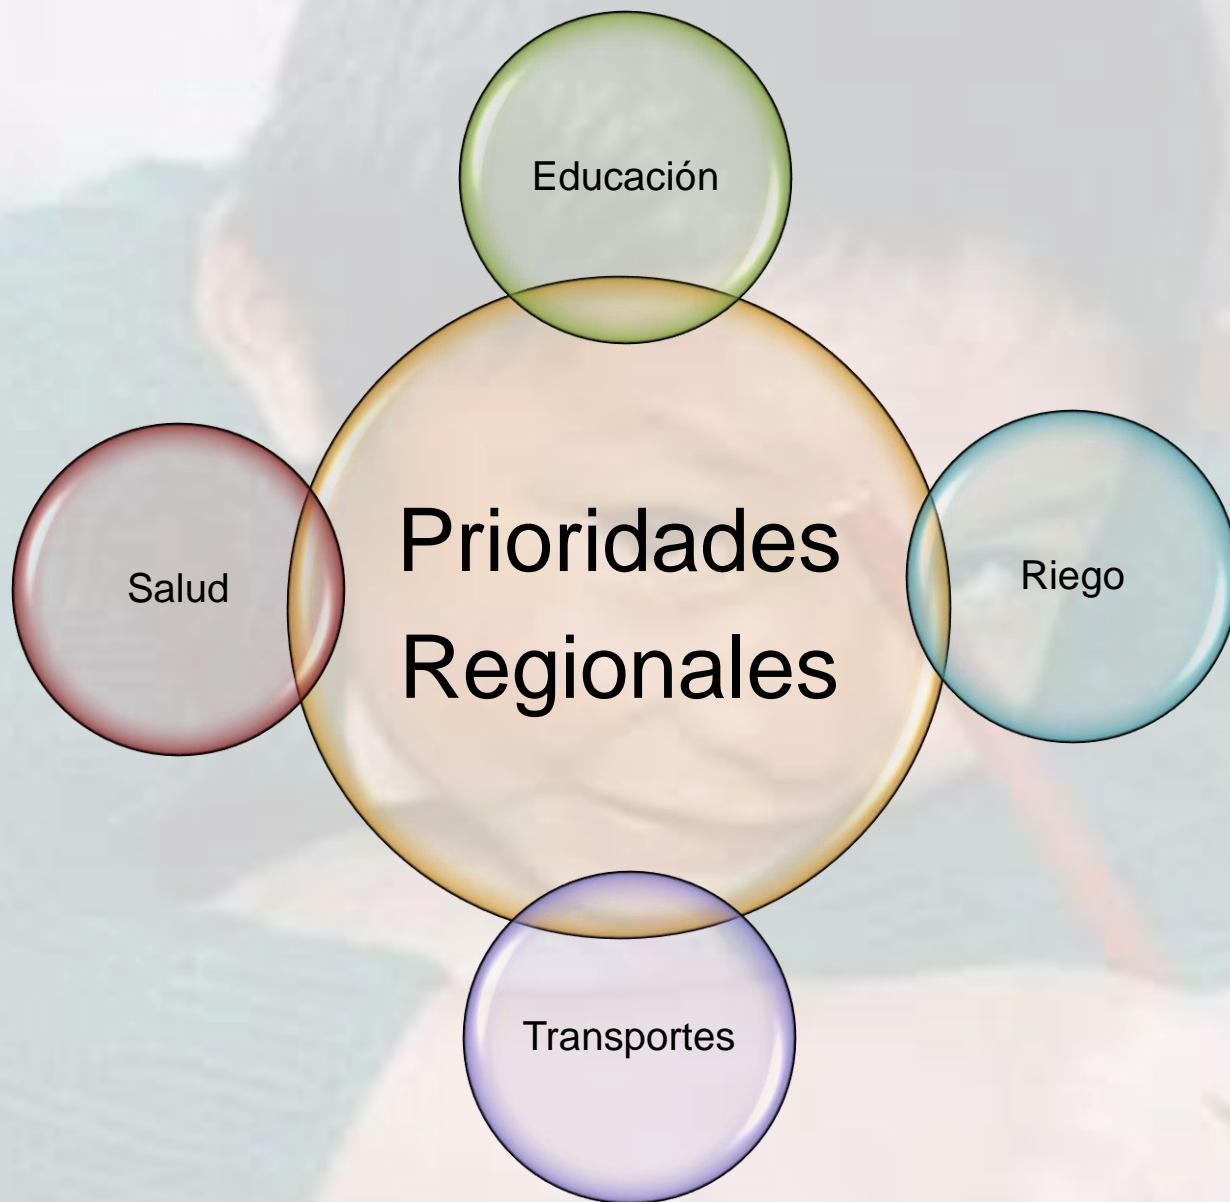 Educación
Prioridades
Regionales
Salud
Riego
Transportes